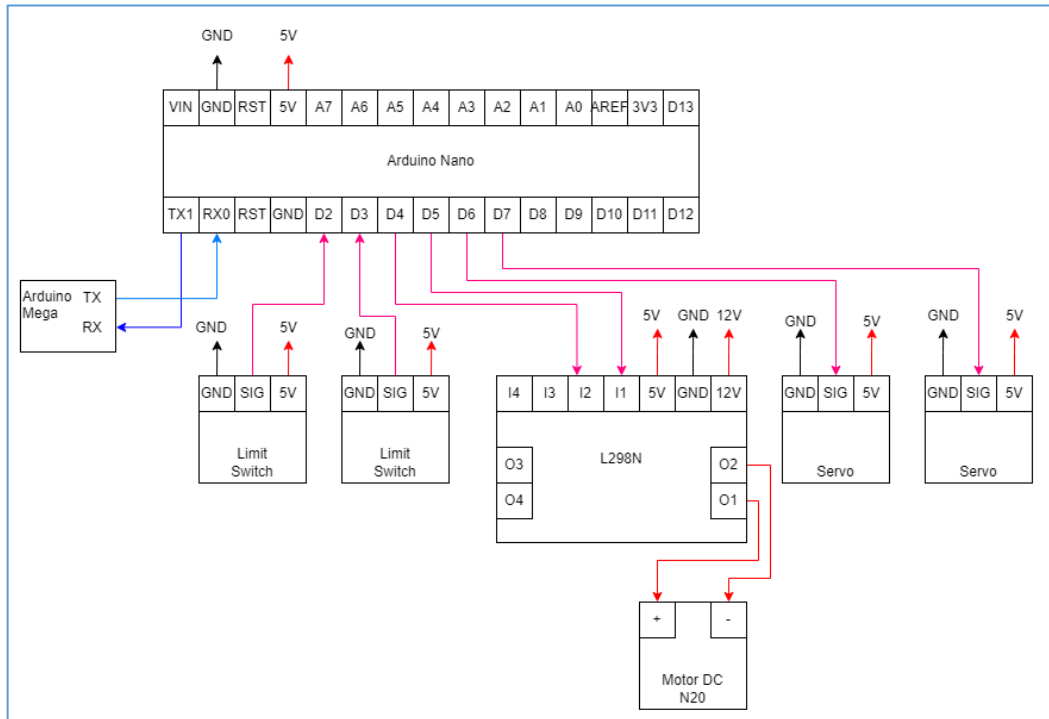 GND 5V
VIN GND RST 5V A7 A6 A5 A4 A3 A2 A1 A0 AREF 3V3 D13
Arduino Nano
TX1 RX0 RST GND D2 D3 D4 D5 D6 D7 D8 D9 D10 D11 D12
Arduino TX
Mega
RX
GND 5V GND 5V 5V GND 12V GND 5V GND 5V
GND SIG 5V GND SIG 5V I4 I3 I2 I1 5V GND 12V GND SIG 5V GND SIG 5V
Limit
Switch
Limit
Switch
L298N
Servo
Servo
O3 O2
O4 O1
+ -
Motor DC
N20